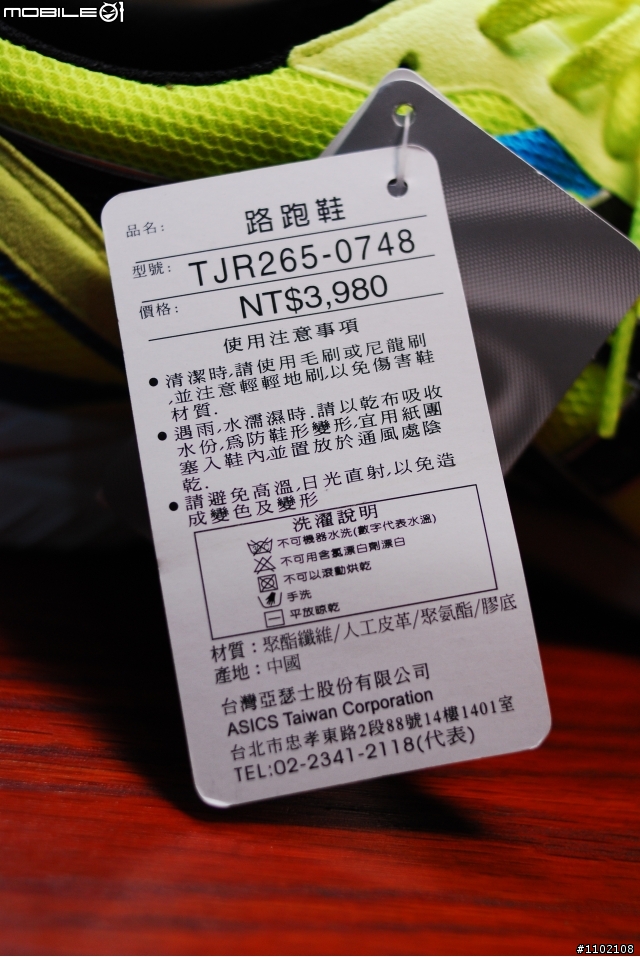 MOBILE01
品名: 路跑鞋
型號: TJR265-0748
價格: NT$3,980
使用注意事項
● 清潔時,請使用毛刷或尼龍刷
,並注意輕輕地刷,以免傷害鞋
材質.
● 遇雨,水濡濕時.請以乾布吸收
水份,爲防鞋形變形,宜用紙團
塞入鞋內,並置放於通風處陰
乾.
● 請避免高溫,日光直射,以免造
成變色及變形
洗濯說明
不可機器水洗(數字代表水溫)
不可用含氯漂白劑漂白
不可以滾動烘乾
手洗
平放晾乾
材質:聚酯纖維/人工皮革/聚氨酯/膠底
產地:中國
台灣亞瑟士股份有限公司
ASICS Taiwan Corporation
台北市忠孝東路2段88號14樓1401室
TEL:02-2341-2118(代表)
#1102108